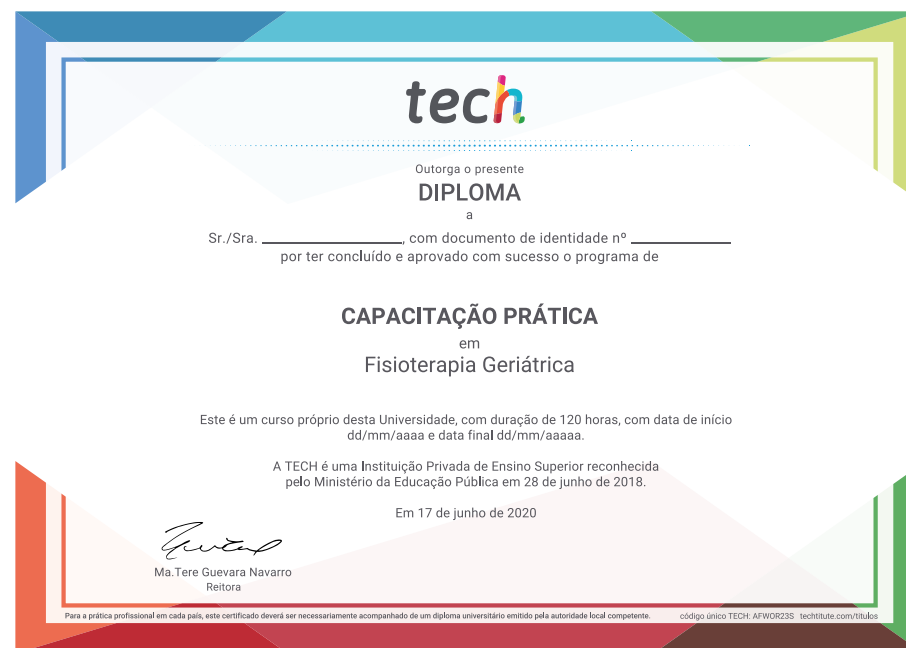 tech
Outorga o presente
DIPLOMA
a
Sr./Sra. ____________________, com documento de identidade nº ______________
por ter concluído e aprovado com sucesso o programa de
CAPACITAÇÃO PRÁTICA
em
Fisioterapia Geriátrica
Este é um curso próprio desta Universidade, com duração de 120 horas, com data de início
dd/mm/aaaa e data final dd/mm/aaaaa.
A TECH é uma Instituição Privada de Ensino Superior reconhecida
pelo Ministério da Educação Pública em 28 de junho de 2018.
Em 17 de junho de 2020
Ma.Tere Guevara Navarro
Reitora
Para a prática profissional em cada país, este certificado deverá ser necessariamente acompanhado de um diploma universitário emitido pela autoridade local competente. código único TECH: AFWOR23S techtitute.com/titulos